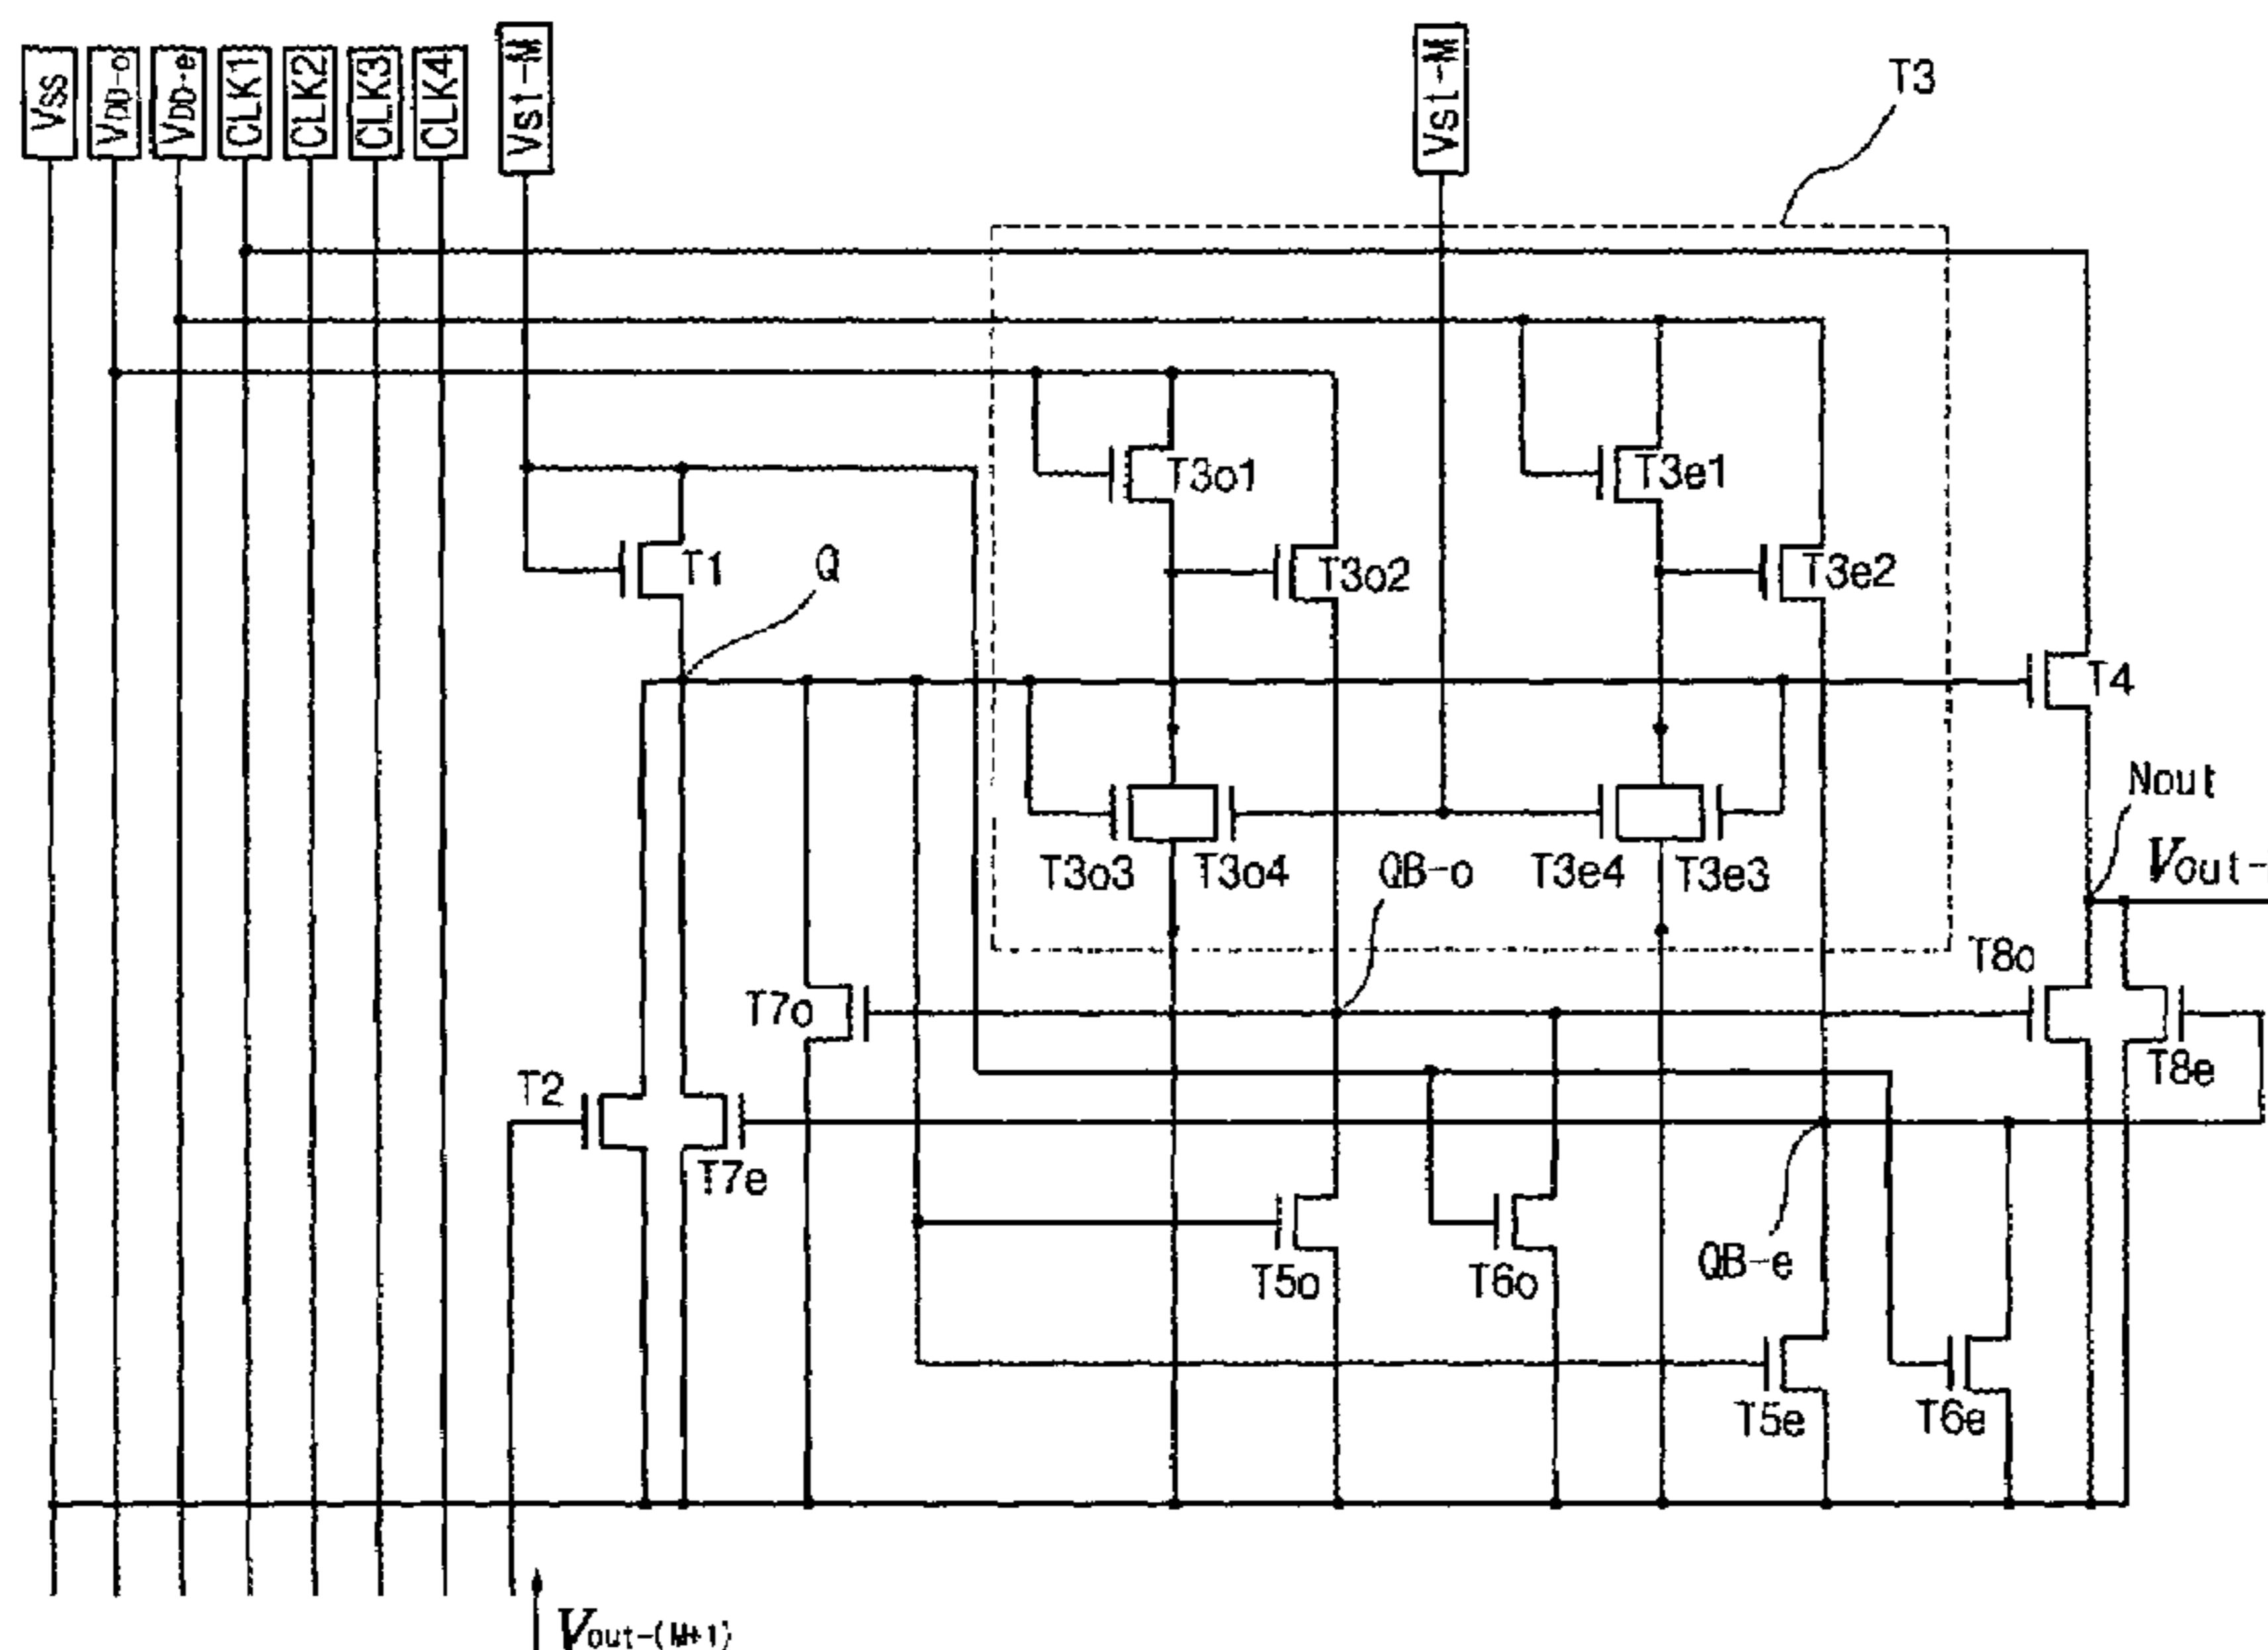 Vss
VDD-o
VDD-e
CLK1
CLK2
CLK3
CLK4
Vst-M
Vst-M
T3
T3o1
T3e1
T1
Q
T3o2
T3e2
T4
Nout
T3o3
T3o4
QB-o
T3e4
T3e3
Vout-
T8o
T7o
T8e
T2
T7e
T5o
T6o
QB-e
T5e
T6e
Vout-(M+1)